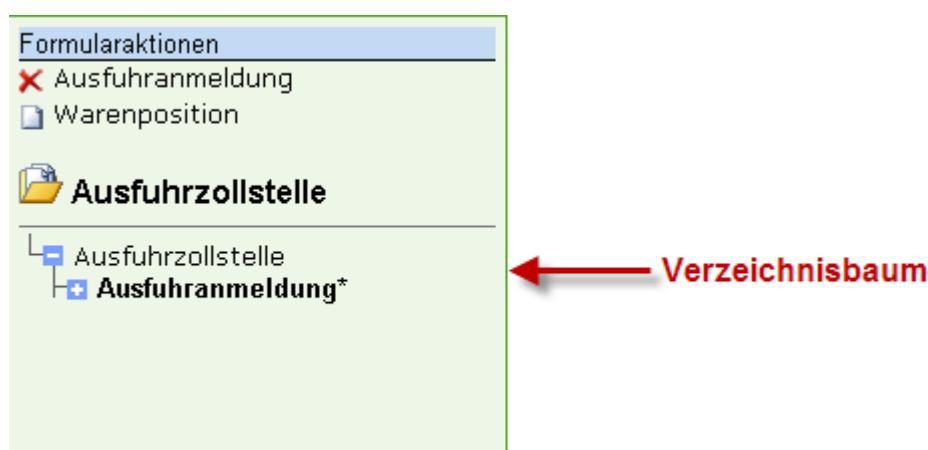 Formularaktionen
Ausfuhranmeldung
Warenposition
Ausfuhrzollstelle
Ausfuhrzollstelle
Ausfuhranmeldung*
Verzeichnisbaum